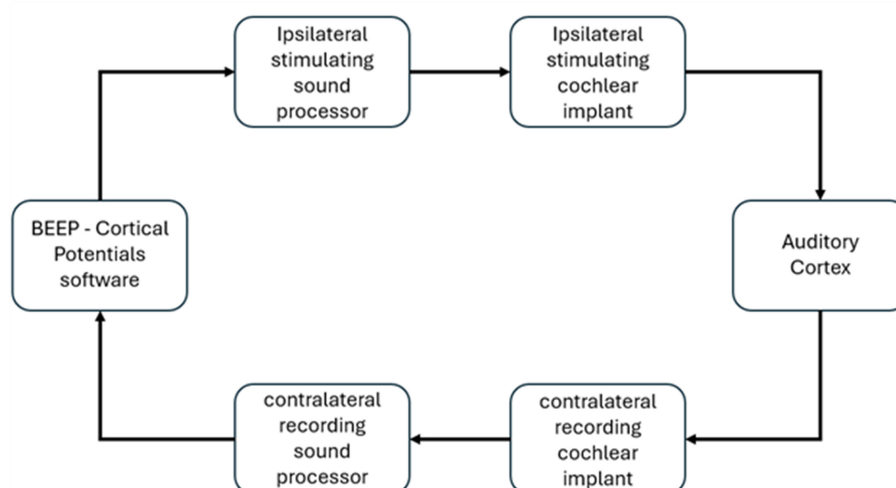 Ipsilateral
stimulating
sound
processor
Ipsilateral
stimulating
cochlear
implant
BEEP - Cortical
Potentials
software
Auditory
Cortex
contralateral
recording
sound
processor
contralateral
recording
cochlear
implant